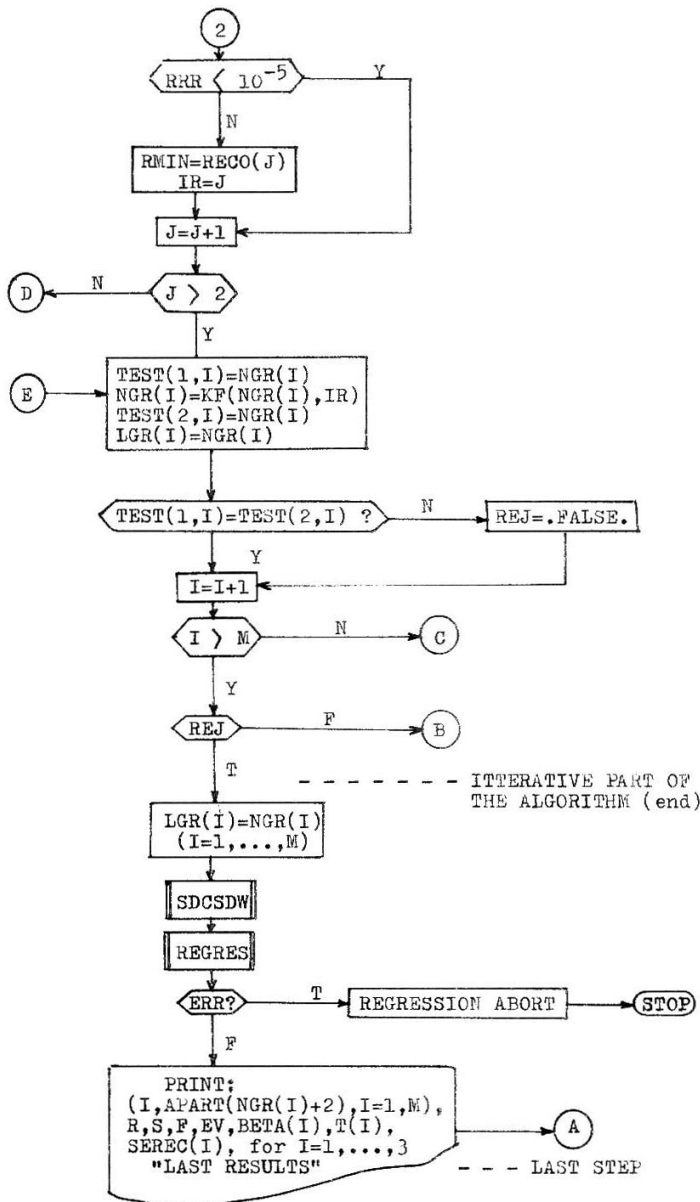 2
RRR < 10-5
Y
N
RMIN=RECO(J)
IR=J
J=J+1
D
N
J > 2
Y
E
TEST(1,I)=NGR(I)
NGR(I)=KF(NGR(I),IR)
TEST(2,I)=NGR(I)
LGR(I)=NGR(I)
TEST(1,I)=TEST(2,I) ?
N
REJ=.FALSE.
Y
I=I+1
I > M
N
C
Y
REJ
F
B
T
- - - - - - - ITTERATIVE PART OF
THE ALGORITHM (end)
LGR(I)=NGR(I)
(I=1,...,M)
SDCSDW
REGRES
ERR?
T
REGRESSION ABORT
STOP
F
PRINT:
(I,APART(NGR(I)+2),I=1,M),
R,S,F,EV,BETA(I),T(I),
SEREC(I), for I=1,...,3
"LAST RESULTS"
A
- - - LAST STEP